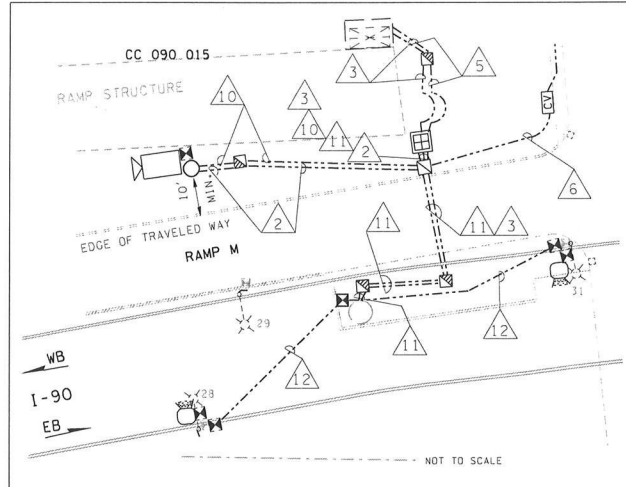 CC 090 015
RAMP STRUCTURE
3
5
10
3
10
11
2
CV
6
10'
MIN.
2
EDGE OF TRAVELED WAY
RAMP M
11
11
3
31
29
11
12
12
WB
I-90
EB
28
NOT TO SCALE